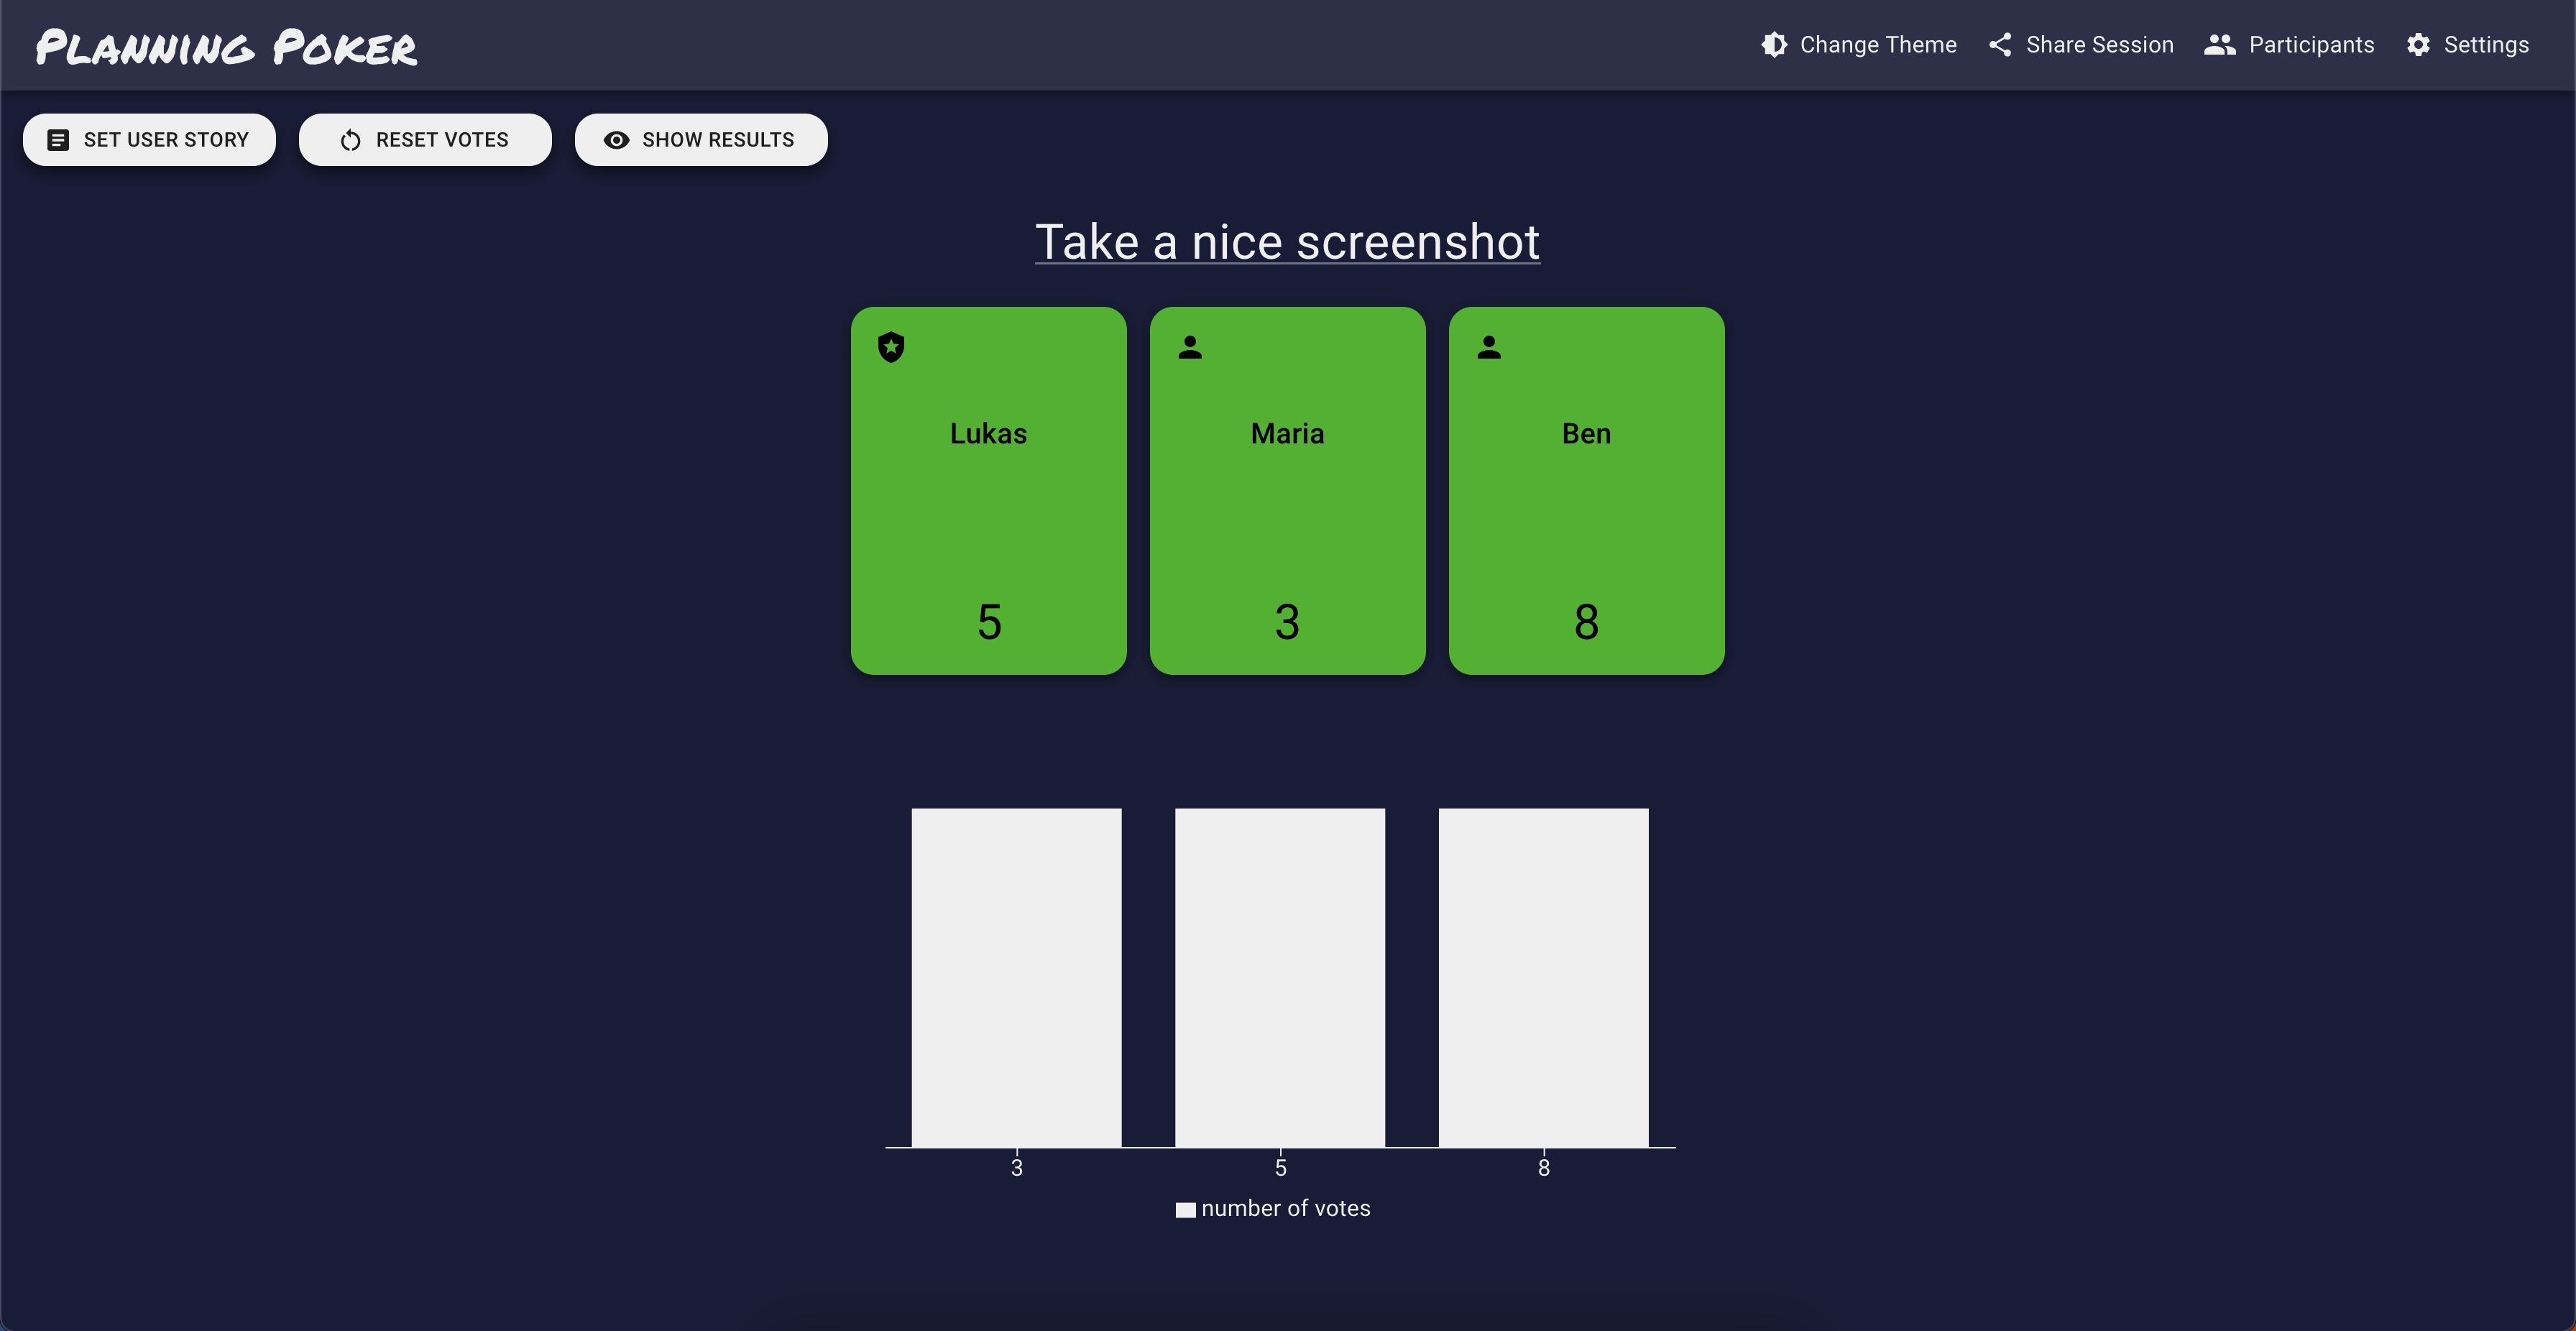 Planning Poker
Change Theme Share Session Participants Settings
SET USER STORY RESET VOTES SHOW RESULTS
Take a nice screenshot
Lukas Maria Ben
5 3 8
3 5 8
number of votes